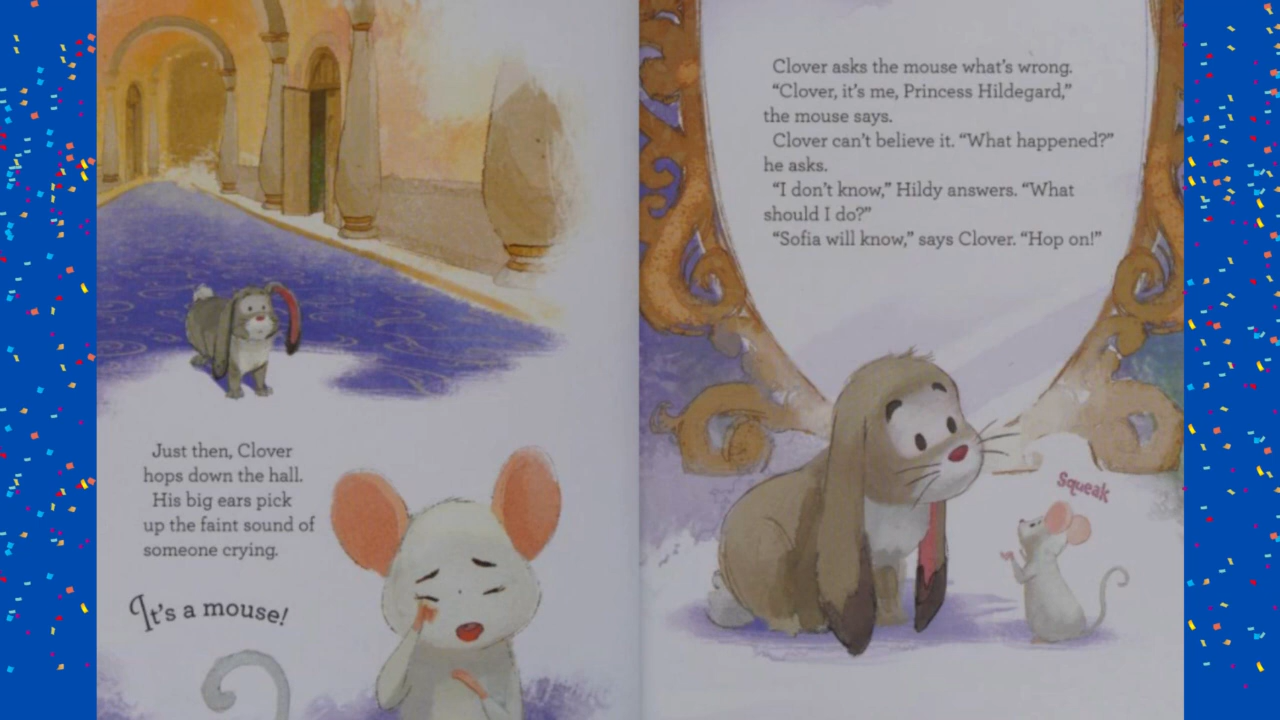 Just then, Clover
hops down the hall.
His big ears pick
up the faint sound of
someone crying.
It's a mouse!
Clover asks the mouse what's wrong.
“Clover, it's me, Princess Hildegard,”
the mouse says.
Clover can't believe it. “What happened?”
he asks.
“I don't know,” Hildy answers. “What
should I do?”
“Sofia will know,” says Clover. “Hop on!”
Squeak